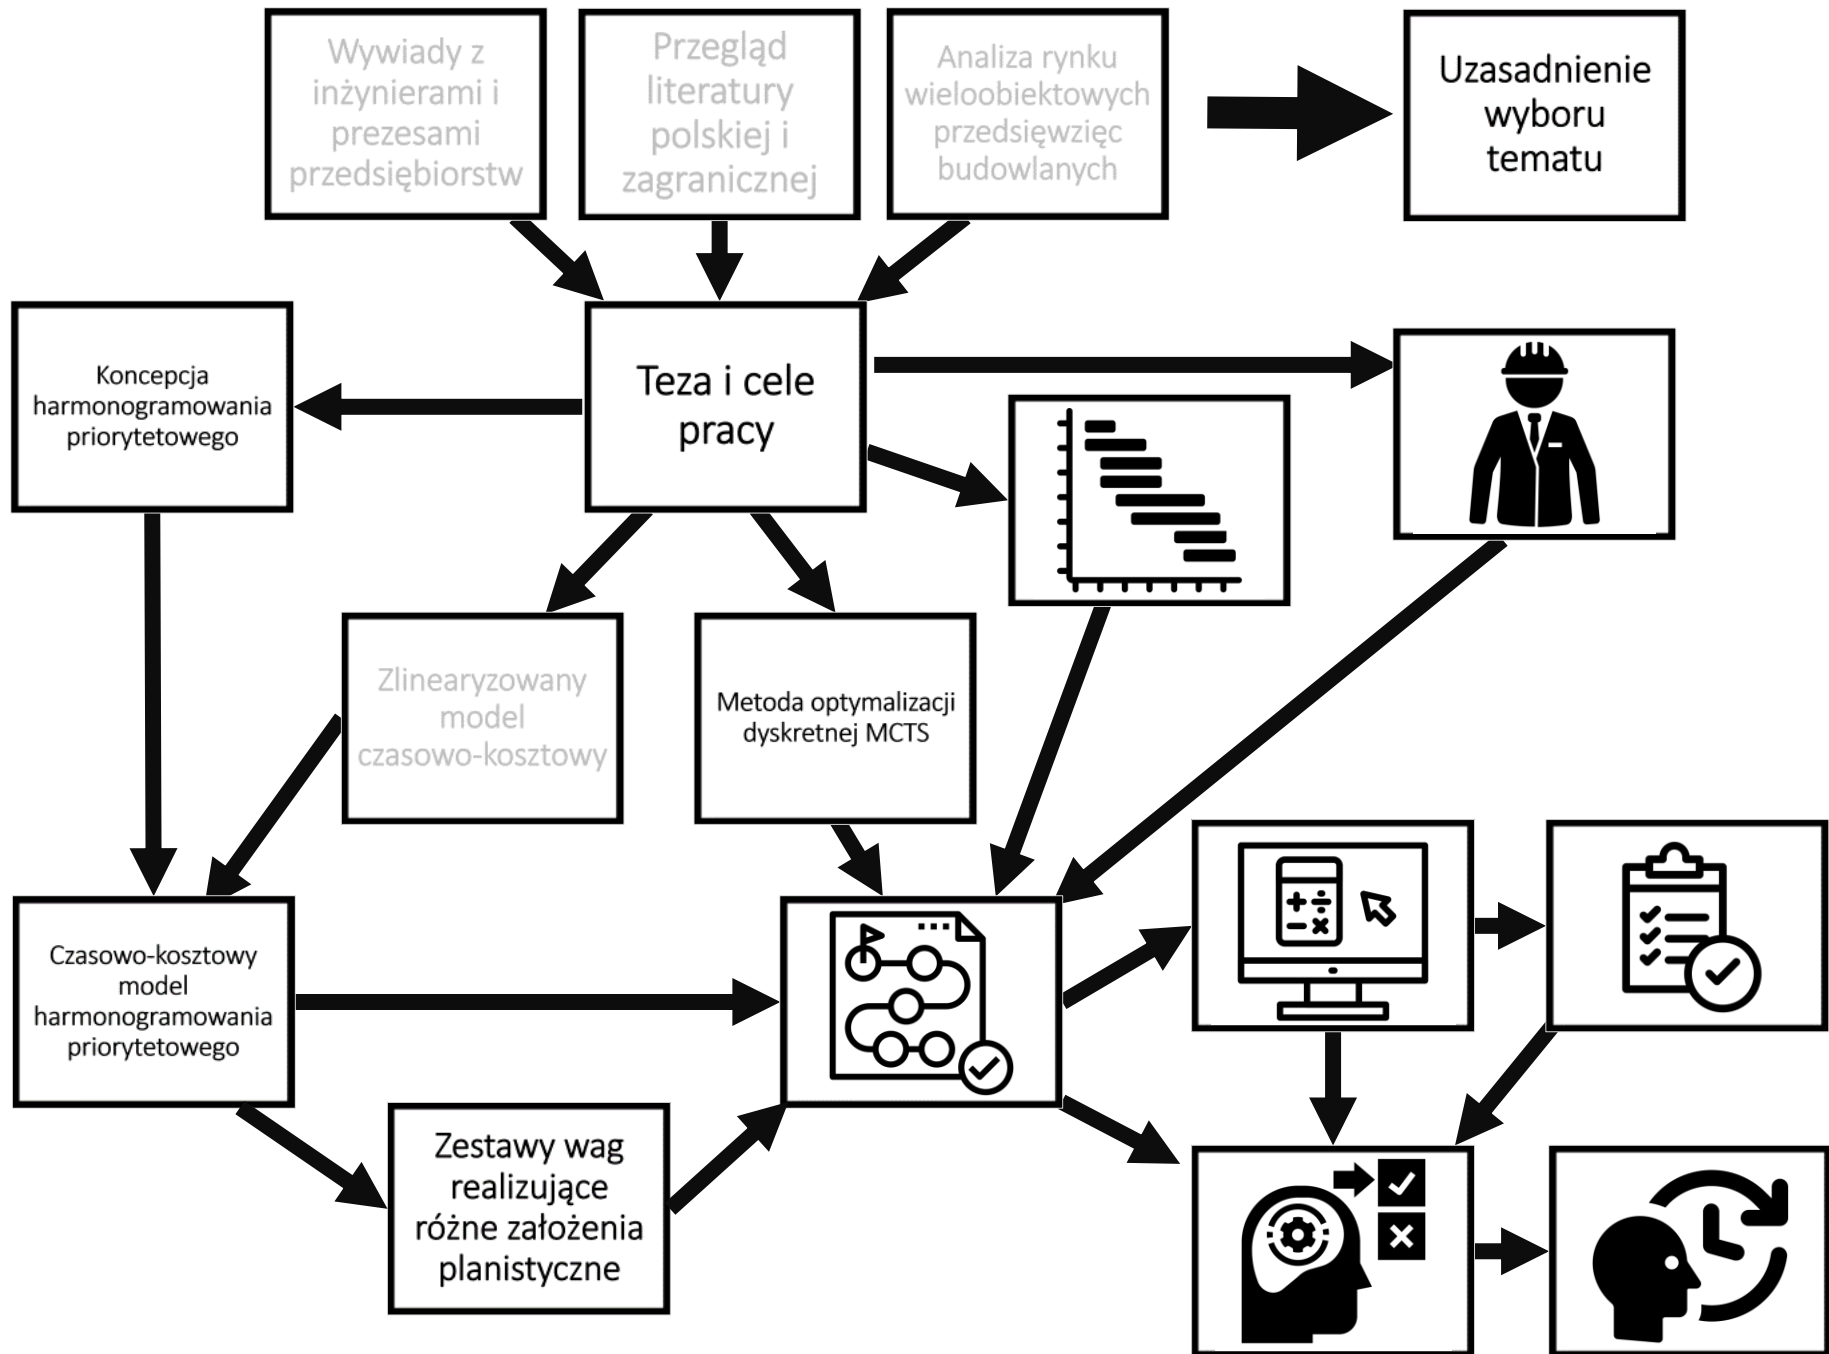 Wywiady z
inżynierami i
prezesami
przedsiębiorstw
Przegląd
literatury
polskiej i
zagranicznej
Analiza rynku
wieloobiektowych
przedsięwzięc
budowlanych
Uzasadnienie
wyboru
tematu
Koncepcja
harmonogramowania
priorytetowego
Teza i cele
pracy
Zlinearyzowany
model
czasowo-kosztowy
Metoda optymalizacji
dyskretnej MCTS
Czasowo-kosztowy
model
harmonogramowania
priorytetowego
Zestawy wag
realizujące
różne założenia
planistyczne